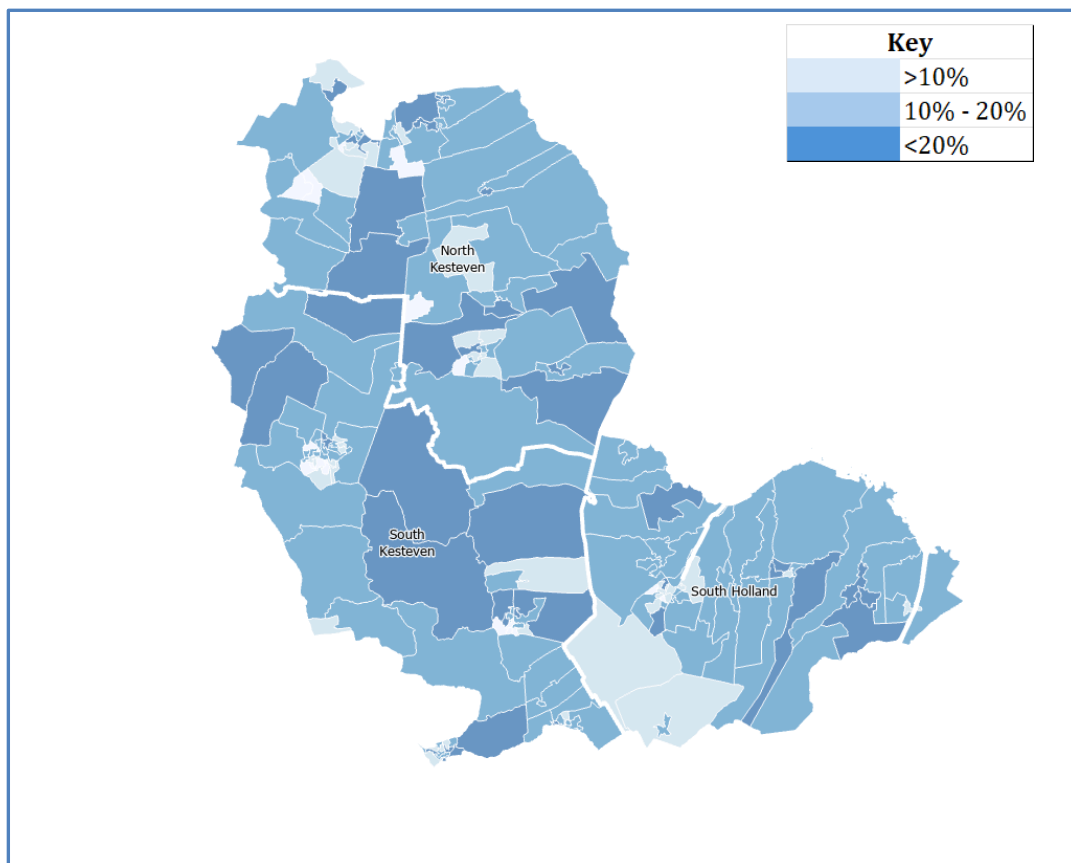 Key
>10%
10% - 20%
<20%
North
Kesteven
South
Kesteven
South Holland